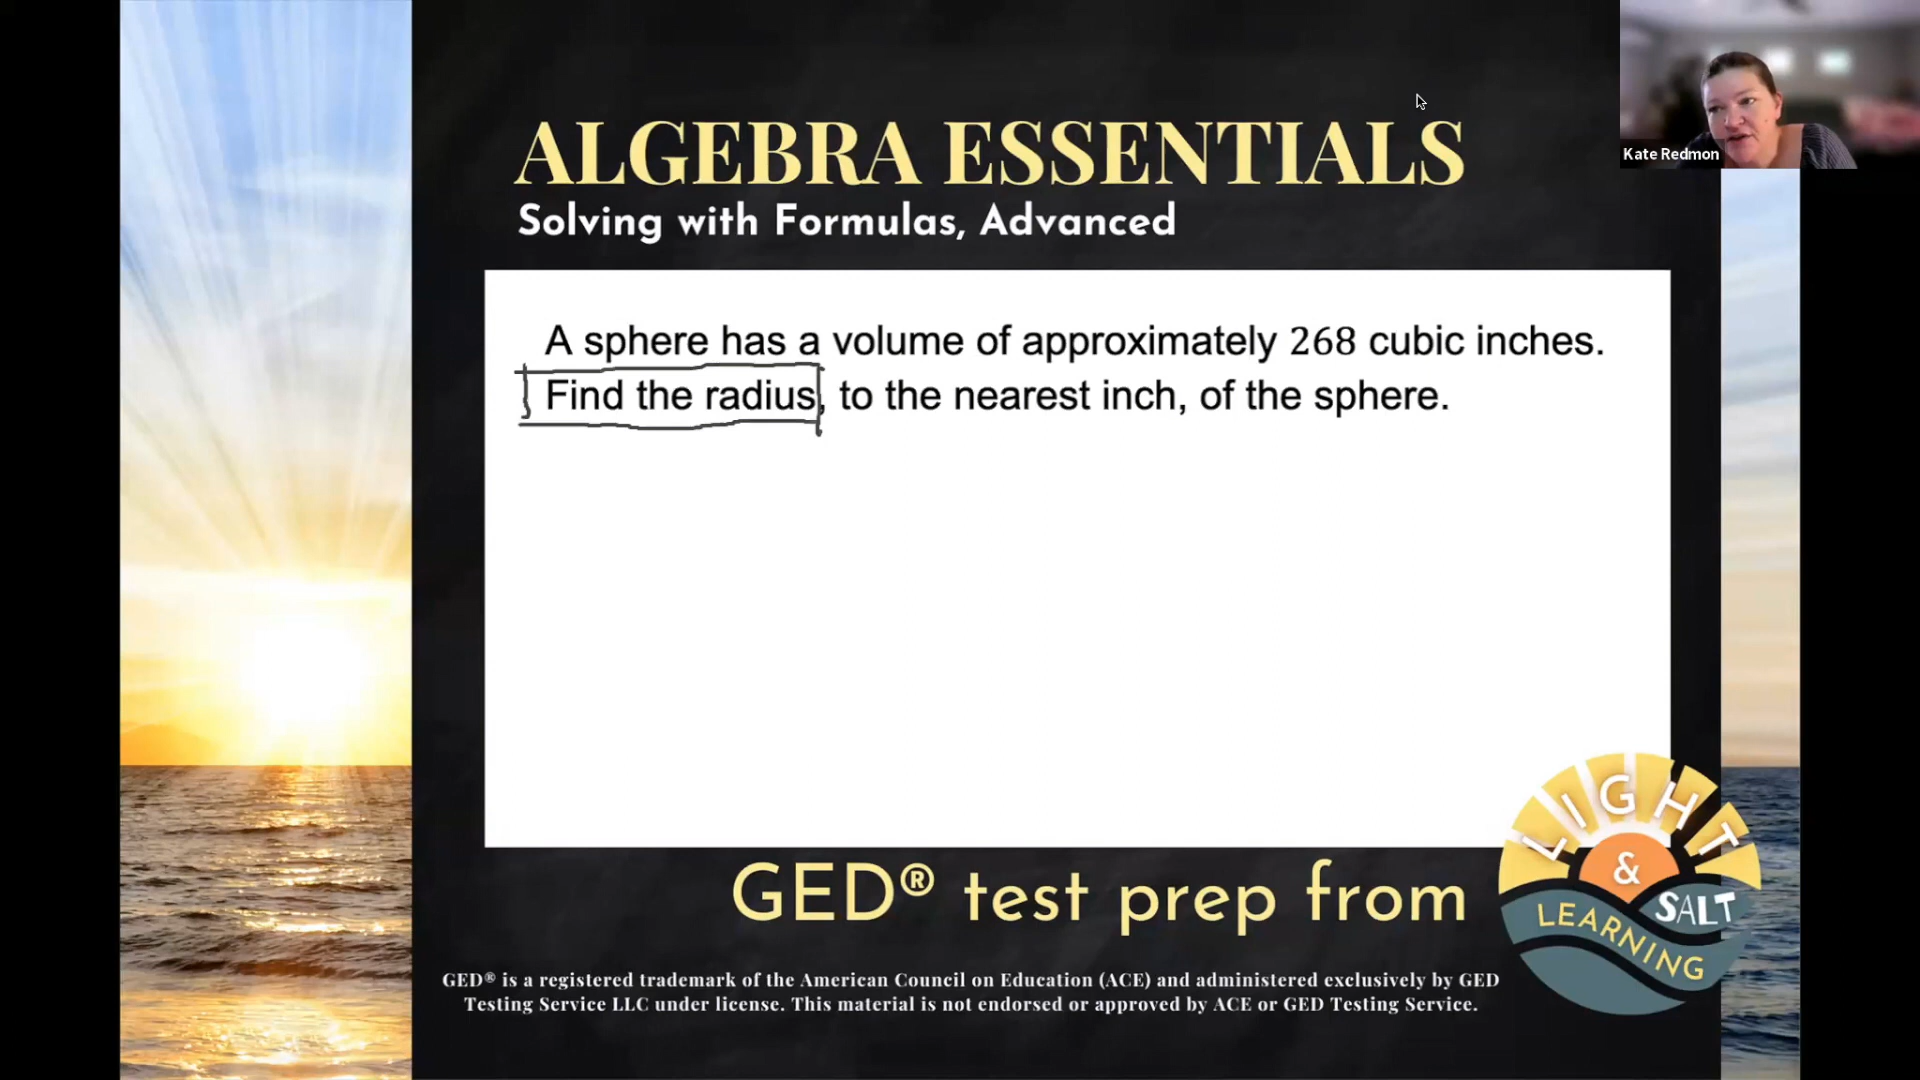 ALGEBRA ESSENTIALS
Solving with Formulas, Advanced
Kate Redmon
A sphere has a volume of approximately 268 cubic inches.
Find the radius, to the nearest inch, of the sphere.
GED® test prep from
LIGHT
& SALT
LEARNING
GED® is a registered trademark of the American Council on Education (ACE) and administered exclusively by GED
Testing Service LLC under license. This material is not endorsed or approved by ACE or GED Testing Service.